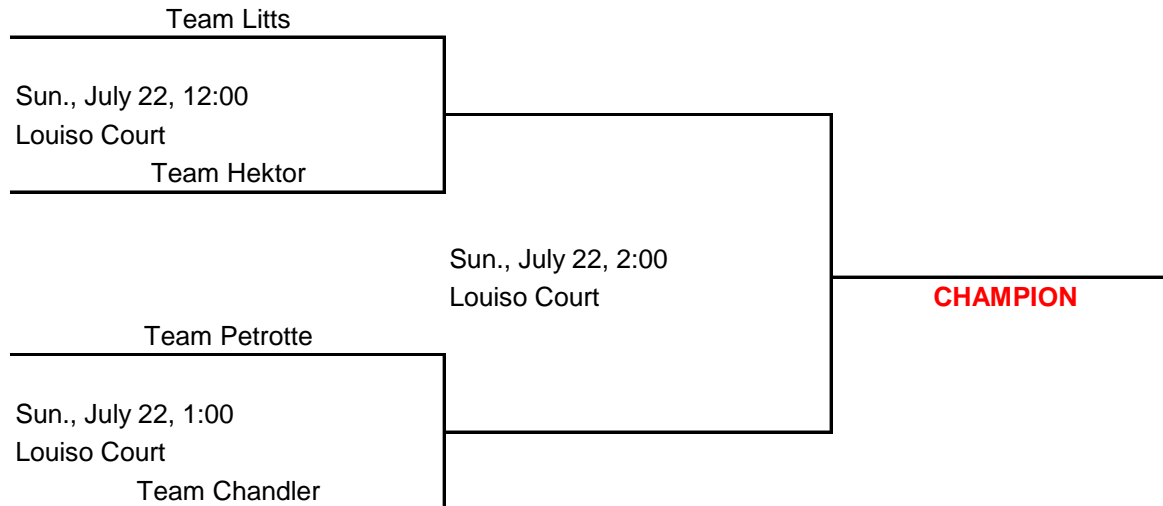 Team Litts
Sun., July 22, 12:00
Louiso Court
Team Hektor
Sun., July 22, 2:00
Louiso Court
CHAMPION
Team Petrotte
Sun., July 22, 1:00
Louiso Court
Team Chandler